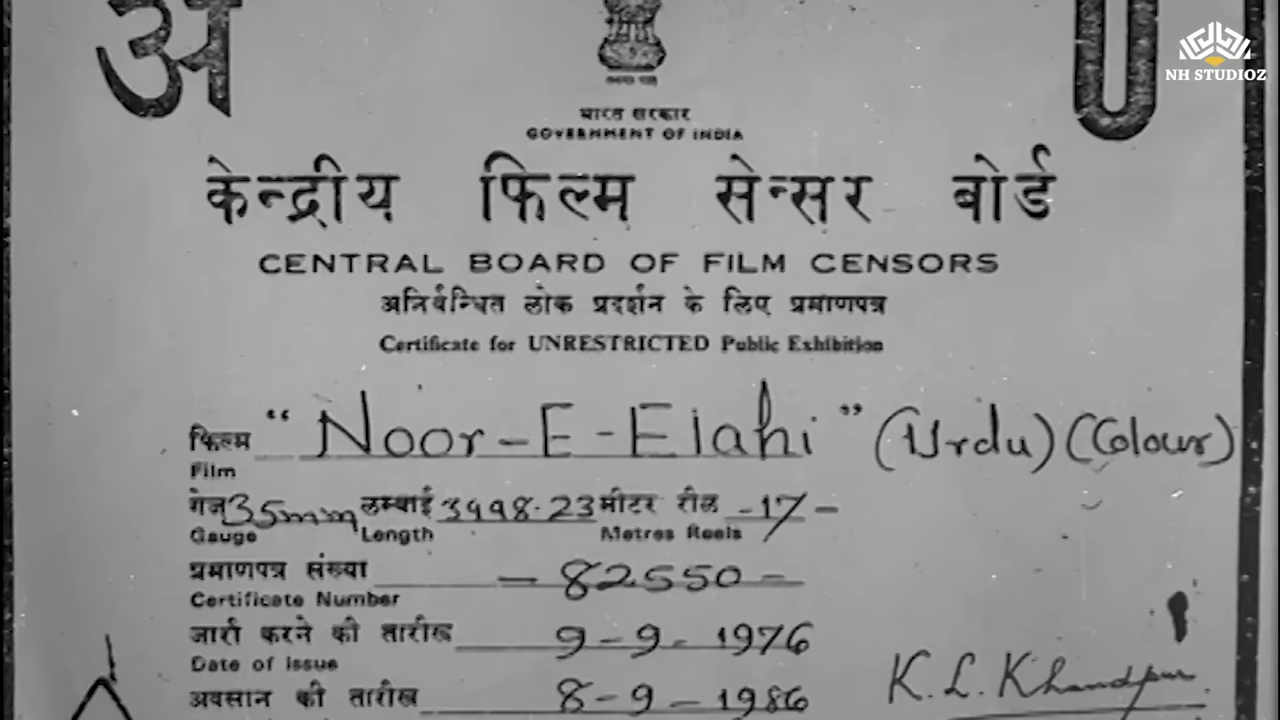 अ
U
NH STUDIOZ
भारत सरकार
GOVERNMENT OF INDIA
केन्द्रीय फिल्म सेन्सर बोर्ड
CENTRAL BOARD OF FILM CENSORS
अनिर्बन्धित लोक प्रदर्शन के लिए प्रमाणपत्र
Certificate for UNRESTRICTED Public Exhibition
फिल्म "Noor-E-Elahi" (Urdu) (Colour)
Film
गेज 35mm लम्बाई 3998.23 मीटर रील -17-
Gauge Length Metres Reels
प्रमाणपत्र संख्या - 82550 -
Certificate Number
जारी करने की तारीख 9-9-1976
Date of Issue
अवसान की तारीख 8-9-1986
K. L. Khandpur